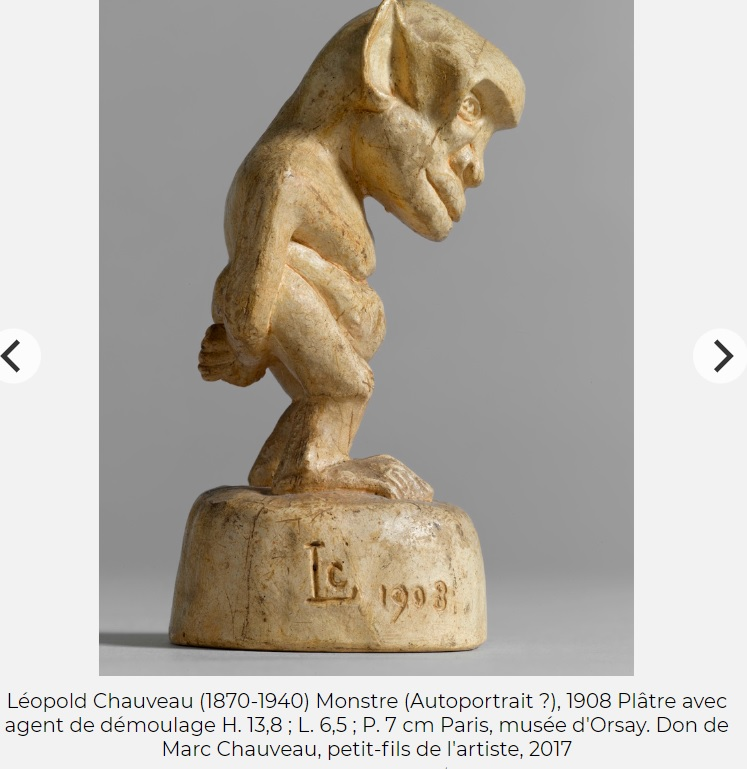 LC 1908
Léopold Chauveau (1870-1940) Monstre (Autoportrait ?), 1908 Plâtre avec
agent de démoulage H. 13,8 ; L. 6,5 ; P. 7 cm Paris, musée d'Orsay. Don de
Marc Chauveau, petit-fils de l'artiste, 2017